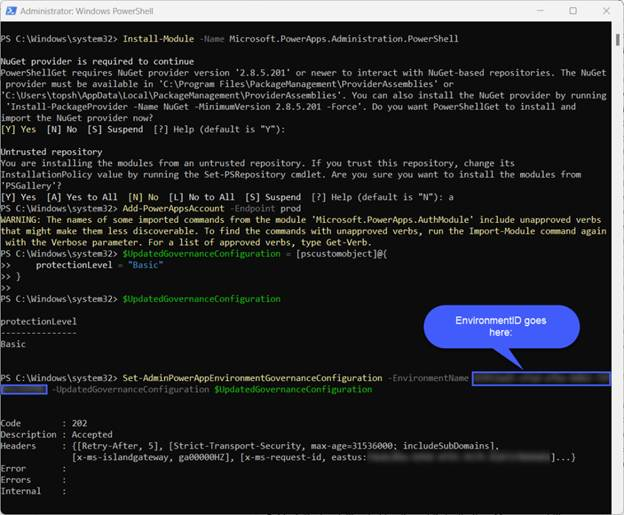 Administrator: Windows PowerShell
PS C:\Windows\system32> Install-Module -Name Microsoft.PowerApps.Administration.PowerShell
NuGet provider is required to continue
PowerShellGet requires NuGet provider version '2.8.5.201' or newer to interact with NuGet-based repositories. The NuGet
provider must be available in 'C:\Program Files\PackageManagement\ProviderAssemblies' or
'C:\Users\topsh\AppData\Local\PackageManagement\ProviderAssemblies'. You can also install the NuGet provider by running
'Install-PackageProvider -Name NuGet -MinimumVersion 2.8.5.201 -Force'. Do you want PowerShellGet to install and
import the NuGet provider now?
[Y] Yes  [N] No  [S] Suspend  [?] Help (default is "Y"):
Untrusted repository
You are installing the modules from an untrusted repository. If you trust this repository, change its
InstallationPolicy value by running the Set-PSRepository cmdlet. Are you sure you want to install the modules from
'PSGallery'?
[Y] Yes  [A] Yes to All  [N] No  [L] No to All  [S] Suspend  [?] Help (default is "N"): a
PS C:\Windows\system32> Add-PowerAppsAccount -Endpoint prod
WARNING: The names of some imported commands from the module 'Microsoft.PowerApps.AuthModule' include unapproved verbs
that might make them less discoverable. To find the commands with unapproved verbs, run the Import-Module command again
with the Verbose parameter. For a list of approved verbs, type Get-Verb.
PS C:\Windows\system32> $UpdatedGovernanceConfiguration = [pscustomobject]@{
>>     protectionLevel = "Basic"
>> }
>>
PS C:\Windows\system32> $UpdatedGovernanceConfiguration
protectionLevel
---------------
Basic
EnvironmentID goes
here:
PS C:\Windows\system32> Set-AdminPowerAppEnvironmentGovernanceConfiguration -EnvironmentName
-UpdatedGovernanceConfiguration $UpdatedGovernanceConfiguration
Code        : 202
Description : Accepted
Headers     : {[Retry-After, 5], [Strict-Transport-Security, max-age=31536000; includeSubDomains],
[x-ms-islandgateway, ga00000HZ], [x-ms-request-id, eastus: ]...}
Error       :
Errors      :
Internal    :